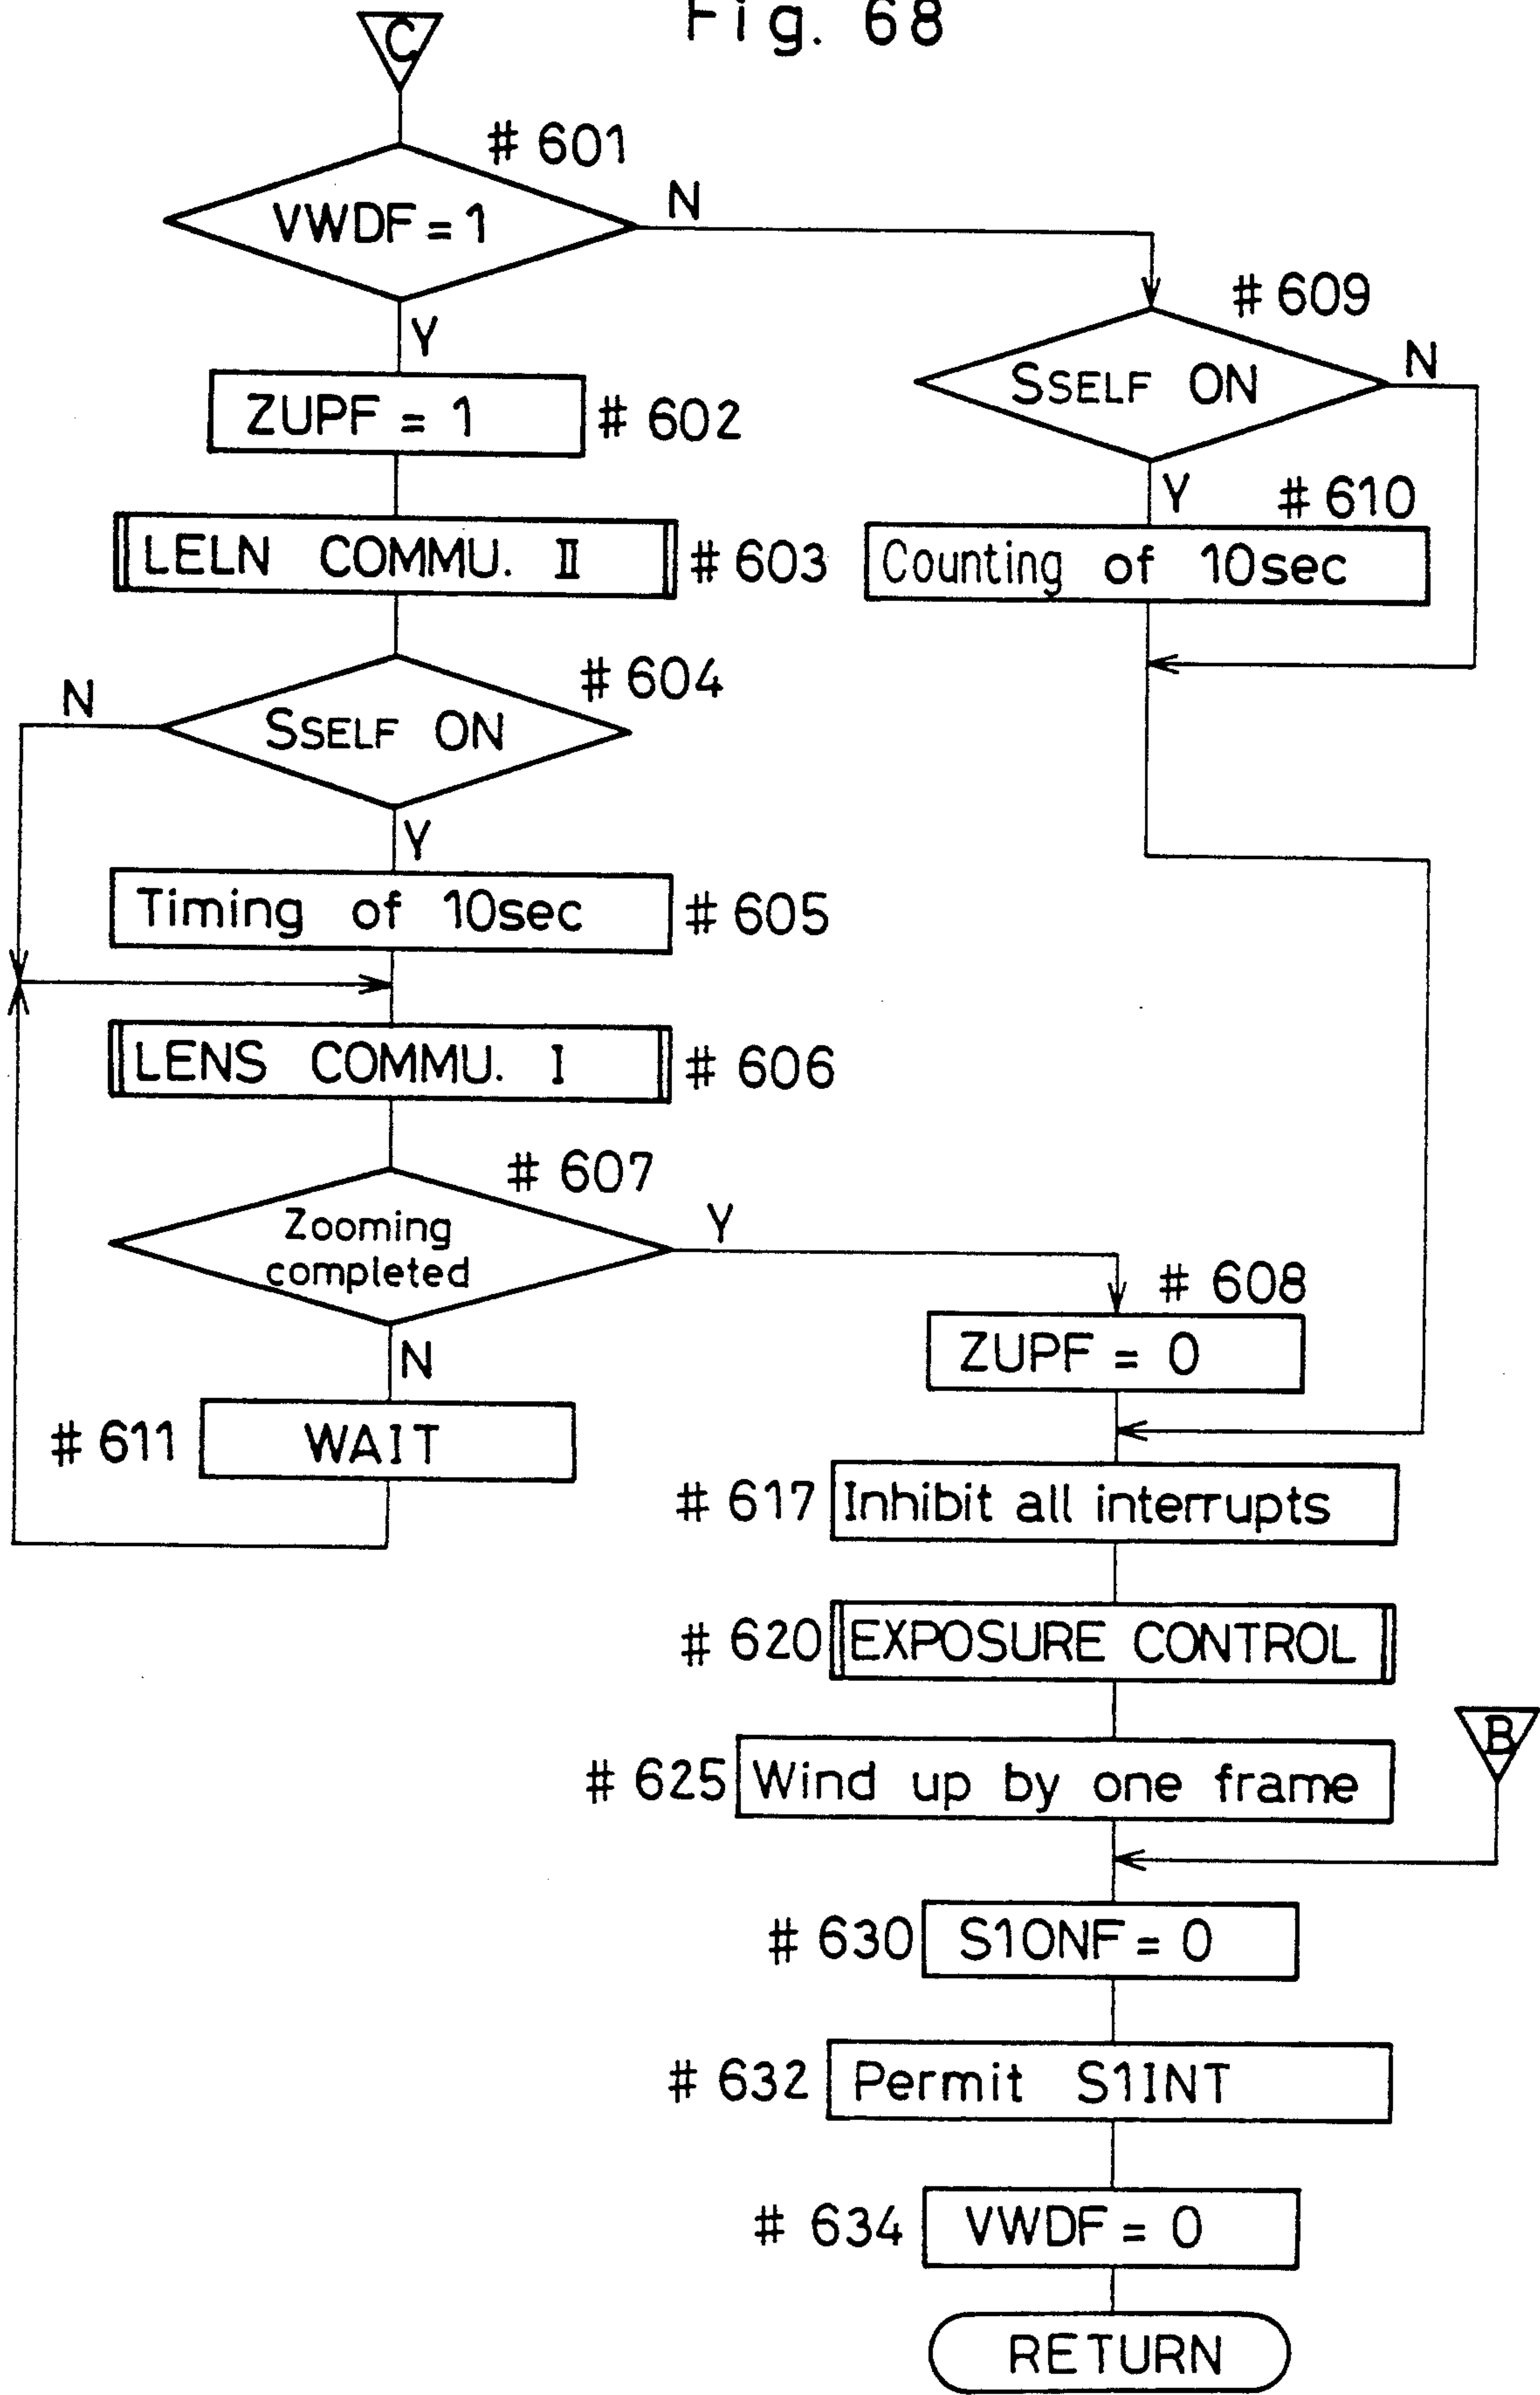 Fig. 68
C
# 601
VWDF = 1
N
Y
# 609
SSELF ON
N
Y
ZUPF = 1
# 602
LELN COMMU. II
# 603
# 610
Counting of 10sec
# 604
SSELF ON
N
Y
Timing of 10sec
# 605
LENS COMMU. I
# 606
# 607
Zooming
completed
Y
N
# 608
ZUPF = 0
# 611
WAIT
# 617
Inhibit all interrupts
# 620
EXPOSURE CONTROL
B
# 625
Wind up by one frame
# 630
S1ONF = 0
# 632
Permit S1INT
# 634
VWDF = 0
RETURN